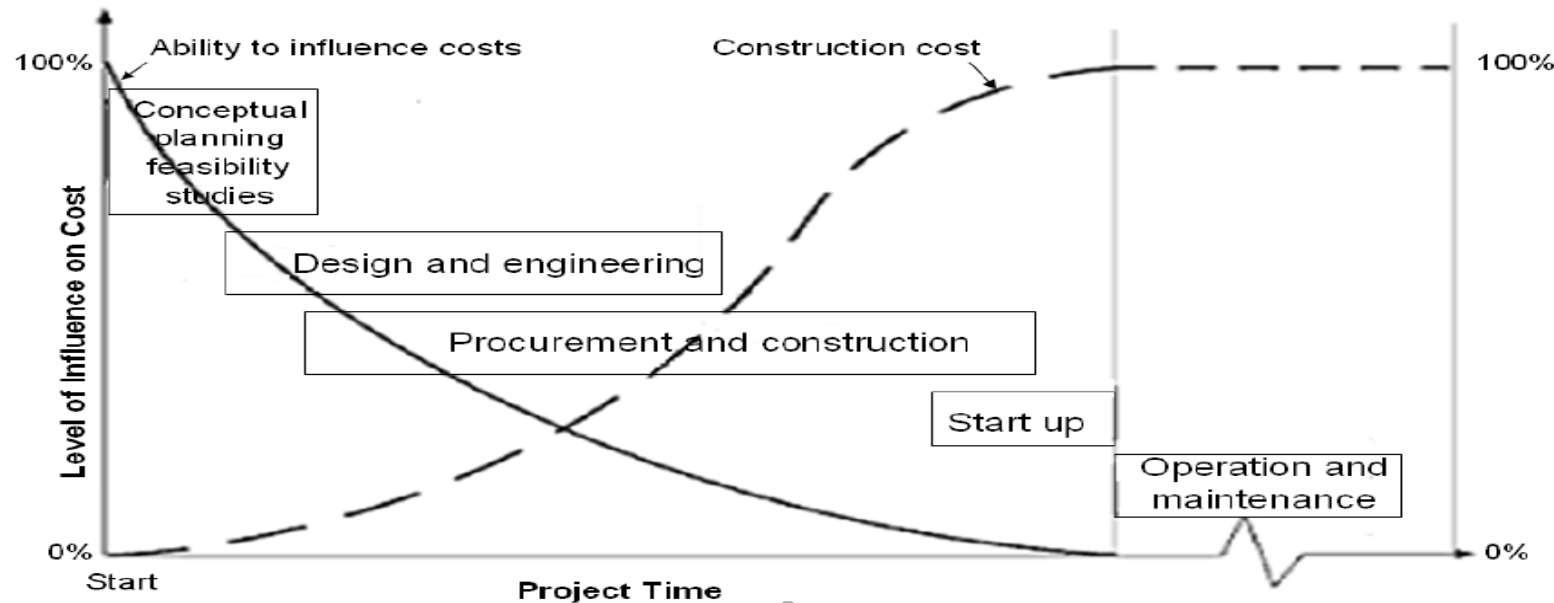 Ability to influence costs
Construction cost
100%
100%
Conceptual
planning
feasibility
studies
Level of Influence on Cost
Design and engineering
Procurement and construction
Start up
Operation and
maintenance
0%
0%
Start
Project Time